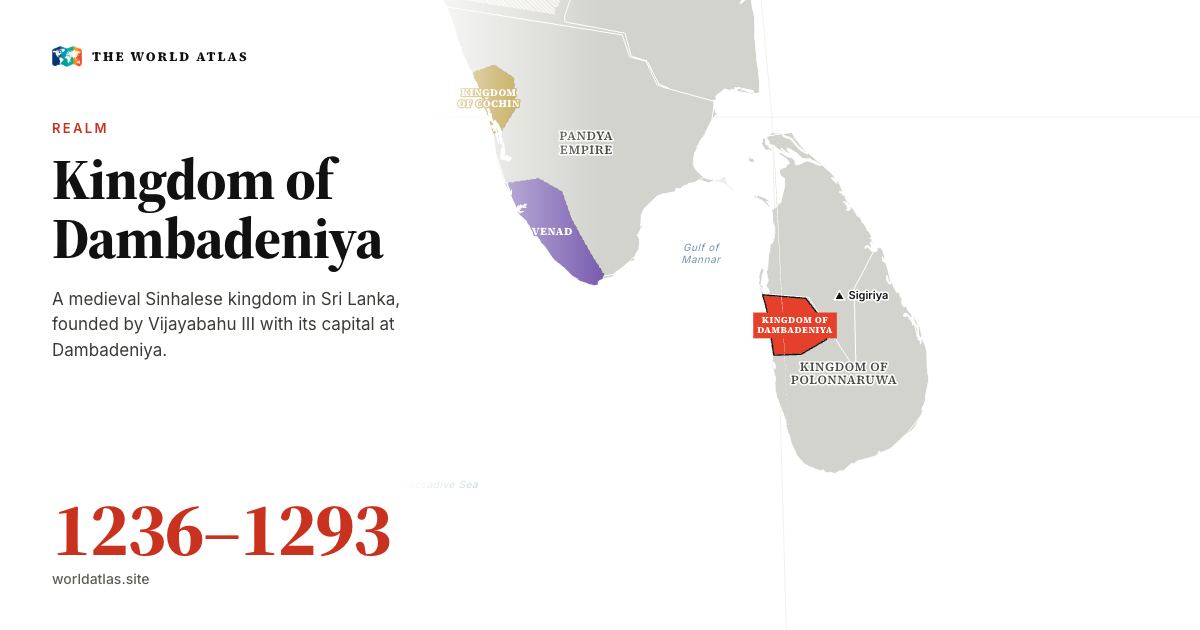 THE WORLD ATLAS
REALM
Kingdom of
Dambadeniya
A medieval Sinhalese kingdom in Sri Lanka,
founded by Vijayabahu III with its capital at
Dambadeniya.
1236–1293
worldatlas.site
KINGDOM
OF COCHIN
PANDYA
EMPIRE
VENAD
Gulf of
Mannar
Sigiriya
KINGDOM OF
DAMBADENIYA
KINGDOM OF
POLONNARUWA
Sea